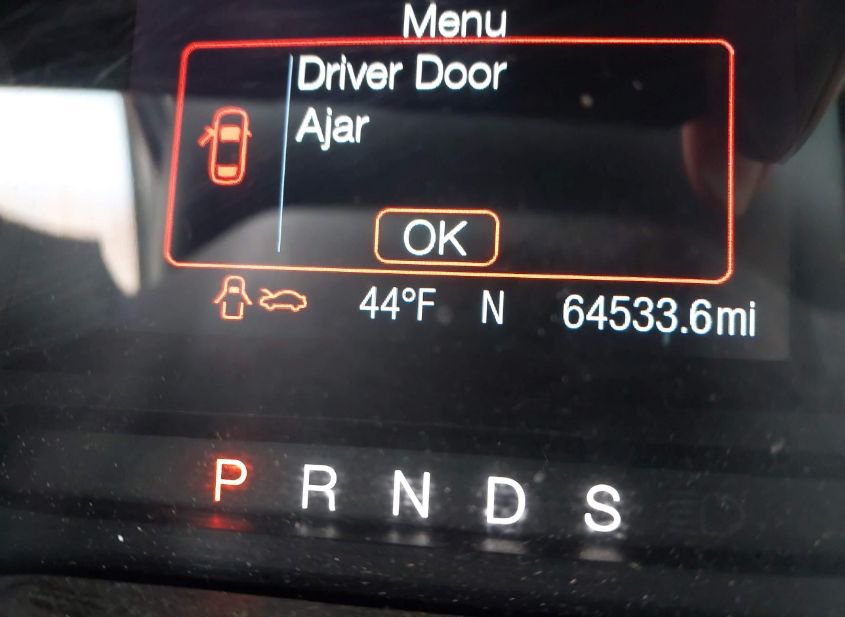 Menu
Driver Door
Ajar
OK
44°F N 64533.6mi
P R N D S